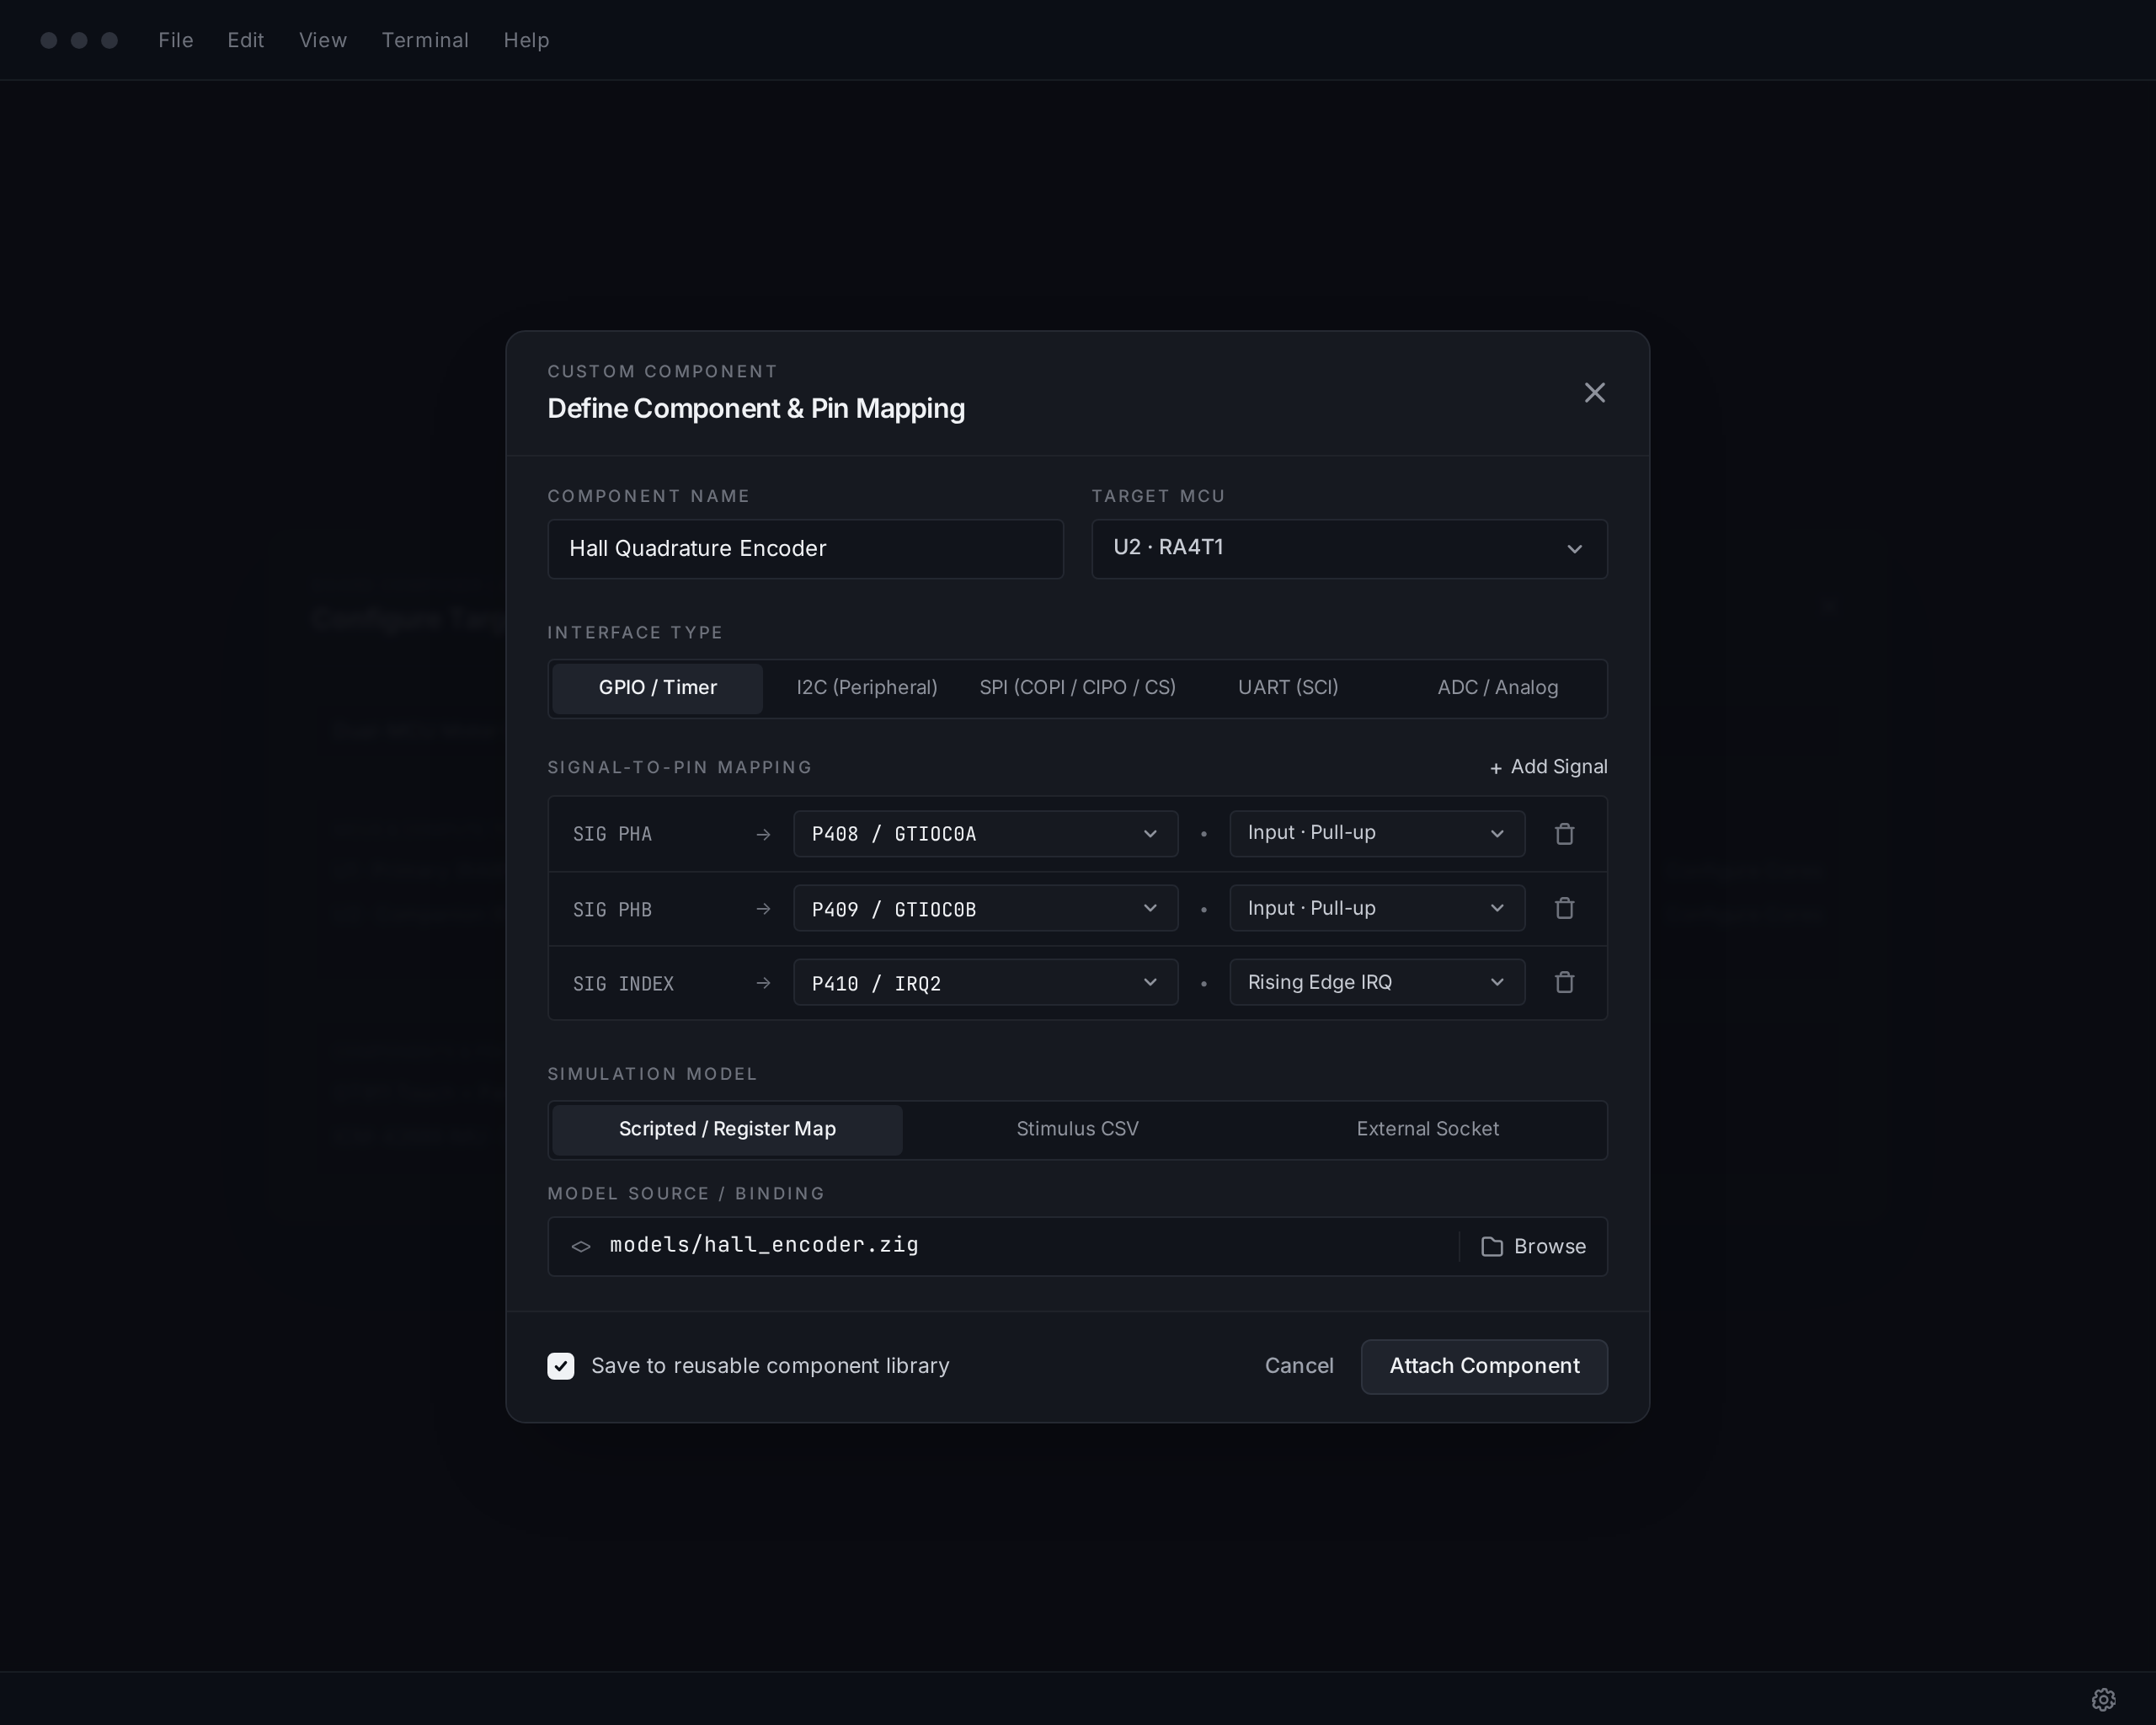 File Edit View Terminal Help
CUSTOM COMPONENT
Define Component & Pin Mapping
COMPONENT NAME
TARGET MCU
Hall Quadrature Encoder
U2 · RA4T1
INTERFACE TYPE
GPIO / Timer I2C (Peripheral) SPI (COPI / CIPO / CS) UART (SCI) ADC / Analog
SIGNAL-TO-PIN MAPPING
+ Add Signal
SIG PHA → P408 / GTIOC0A • Input · Pull-up
SIG PHB → P409 / GTIOC0B • Input · Pull-up
SIG INDEX → P410 / IRQ2 • Rising Edge IRQ
SIMULATION MODEL
Scripted / Register Map Stimulus CSV External Socket
MODEL SOURCE / BINDING
<> models/hall_encoder.zig Browse
Save to reusable component library Cancel Attach Component